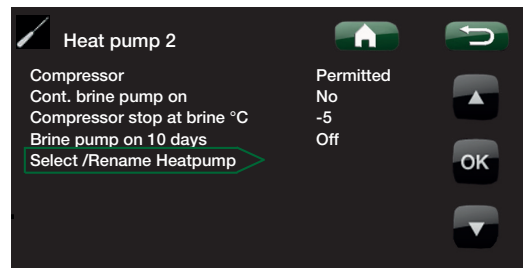 Heat pump 2
Compressor Permitted
Cont. brine pump on No
Compressor stop at brine °C -5
Brine pump on 10 days Off
Select /Rename Heatpump
OK